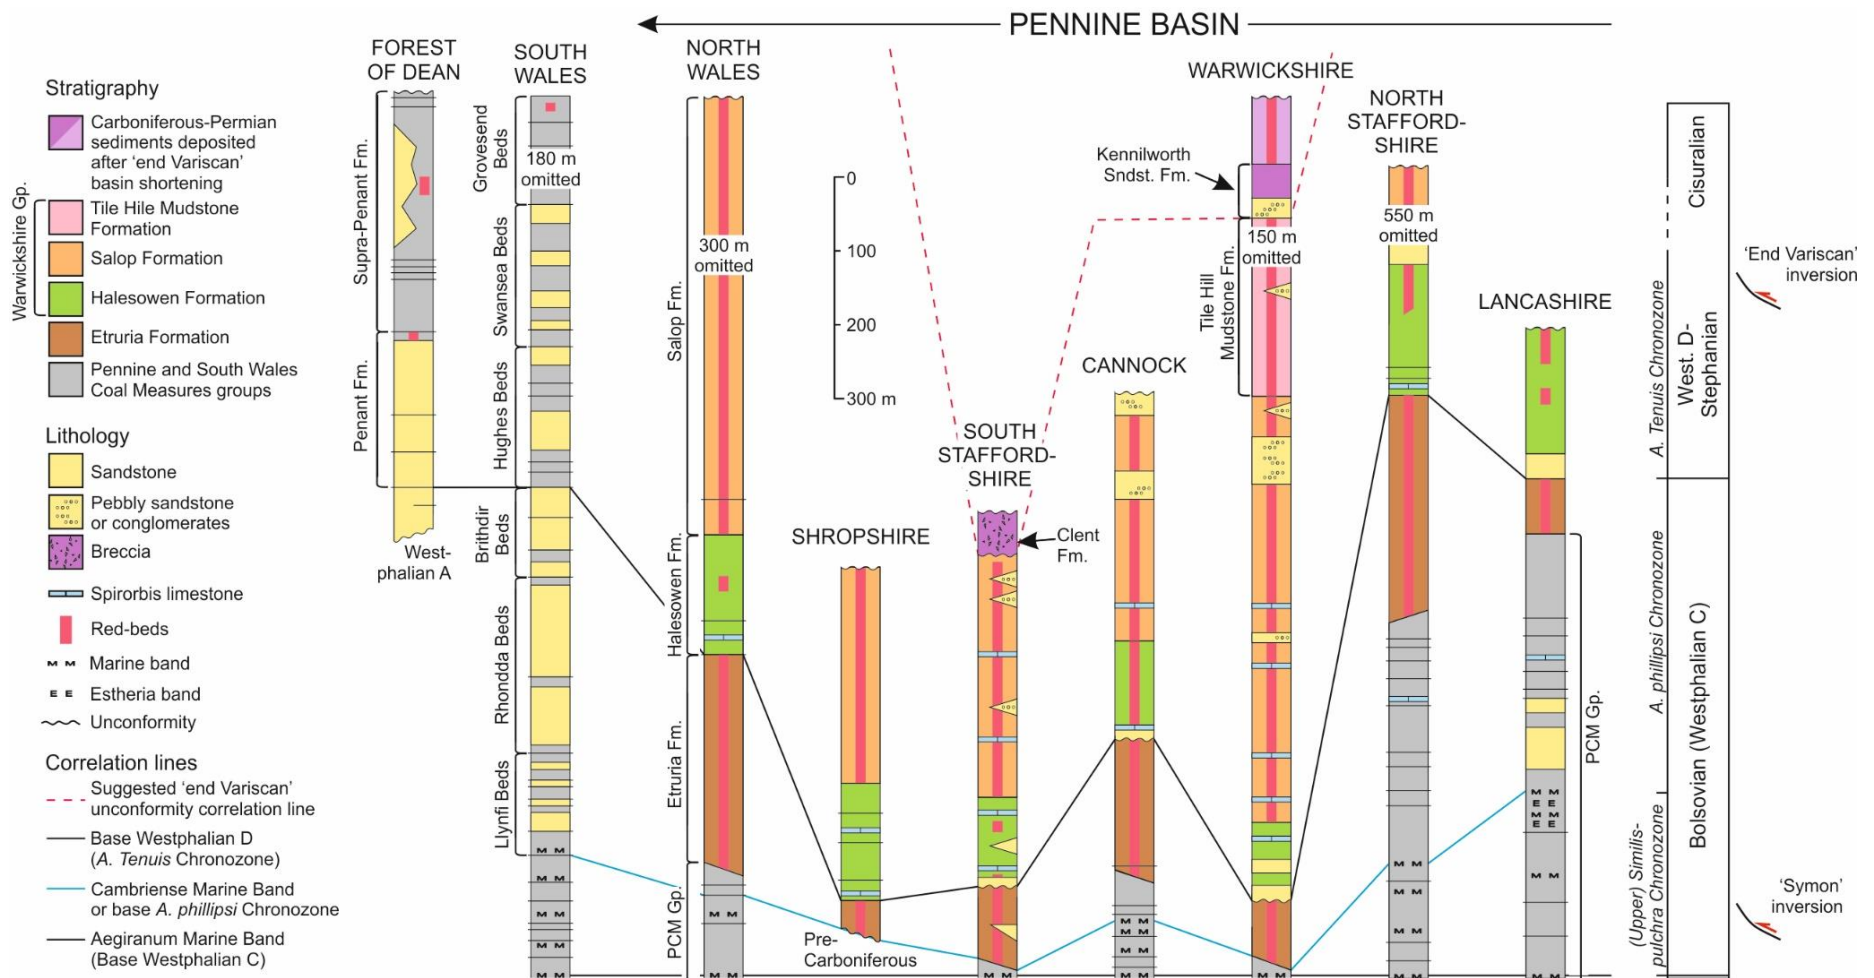 PENNINE BASIN
FOREST
OF DEAN
SOUTH
WALES
NORTH
WALES
SHROPSHIRE
SOUTH
STAFFORD-
SHIRE
CANNOCK
WARWICKSHIRE
NORTH
STAFFORD-
SHIRE
LANCASHIRE
Stratigraphy
Carboniferous-Permian
sediments deposited
after ‘end Variscan’
basin shortening
Warwickshire Gp.
Tile Hile Mudstone
Formation
Salop Formation
Halesowen Formation
Etruria Formation
Pennine and South Wales
Coal Measures groups
Lithology
Sandstone
Pebbly sandstone
or conglomerates
Breccia
Spirorbis limestone
Red-beds
M M Marine band
E E Estheria band
Unconformity
Correlation lines
Suggested ‘end Variscan’
unconformity correlation line
Base Westphalian D
(A. Tenuis Chronozone)
Cambriense Marine Band
or base A. phillipsi Chronozone
Aegiranum Marine Band
(Base Westphalian C)
Supra-Penant Fm.
Penant Fm.
West-
phalian A
Grovesend
Beds
180 m
omitted
Swansea Beds
Hughes Beds
Brithdir
Beds
Rhondda Beds
Llynfi Beds
M M
M M
M M
M M
Salop Fm.
300 m
omitted
Halesowen Fm.
Etruria Fm.
PCM Gp.
M M
M M
0
100
200
300 m
Pre-
Carboniferous
Clent
Fm.
M M
M M
M M
M M
M M
M M
Kennilworth
Sndst. Fm.
150 m
omitted
Tile Hill
Mudstone Fm.
M M
550 m
omitted
M M
M M
M M
M M
M M
E E
M M
E E
M M
M M
PCM Gp.
Cisuralian
West. D-
Stephanian
Bolsovian (Westphalian C)
A. Tenuis Chronozone
A. phillipsi Chronozone
(Upper) Similis-
pulchra Chronozone
‘End Variscan’
inversion
‘Symon’
inversion